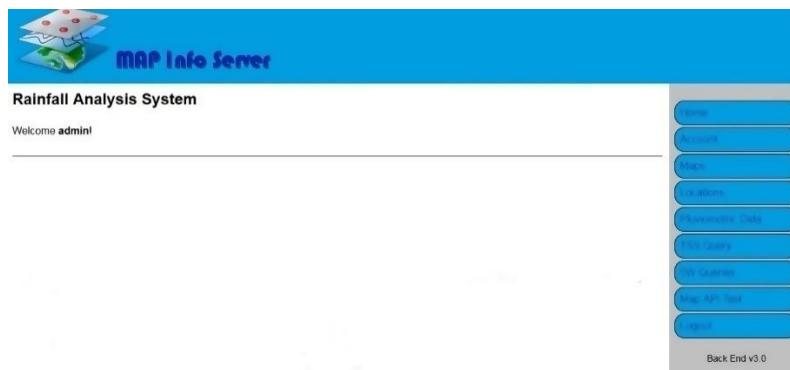 MAP Info Server
Rainfall Analysis System
Welcome admin!
Home
Account
Maps
Locations
Pluviometric Data
TSS Query
SW Queries
Map API Test
Logout
Back End v3.0